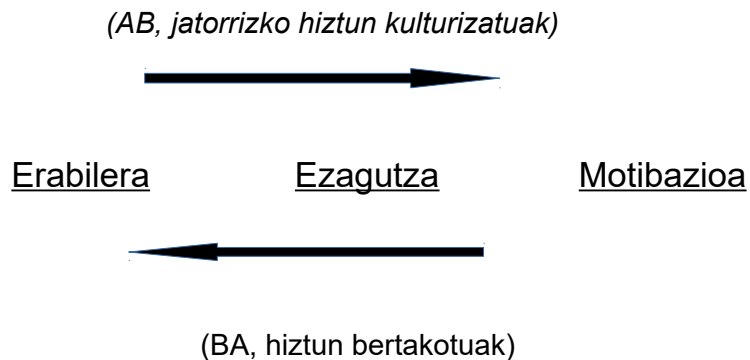 (AB, jatorrizko hiztun kulturizatuak)
Erabilera Ezagutza Motibazioa
(BA, hiztun bertakotuak)